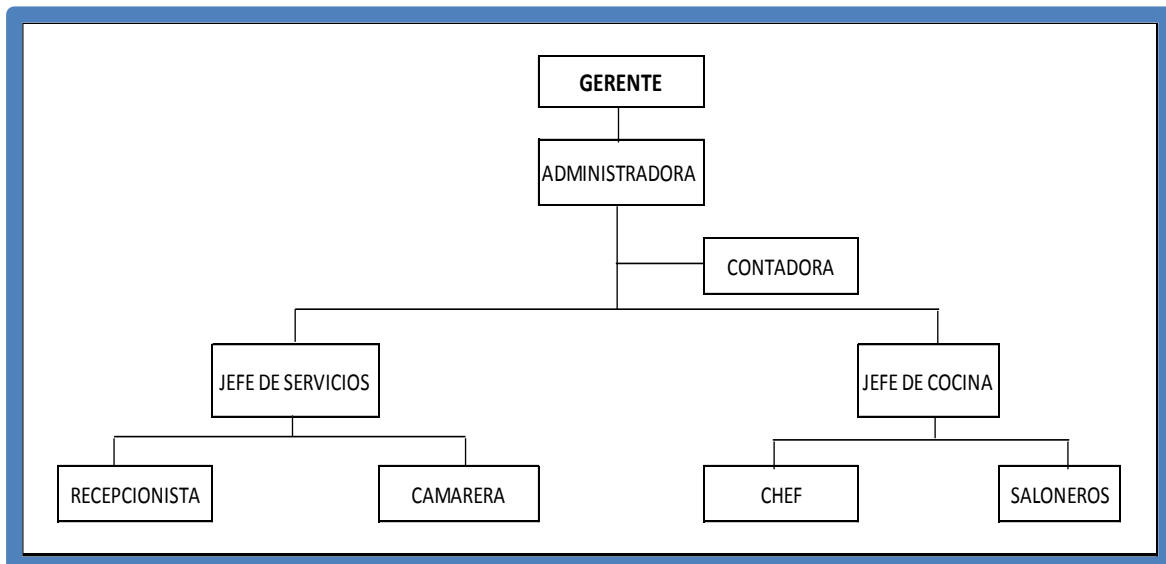 GERENTE
ADMINISTRADORA
CONTADORA
JEFE DE SERVICIOS
JEFE DE COCINA
RECEPCIONISTA
CAMARERA
CHEF
SALONEROS